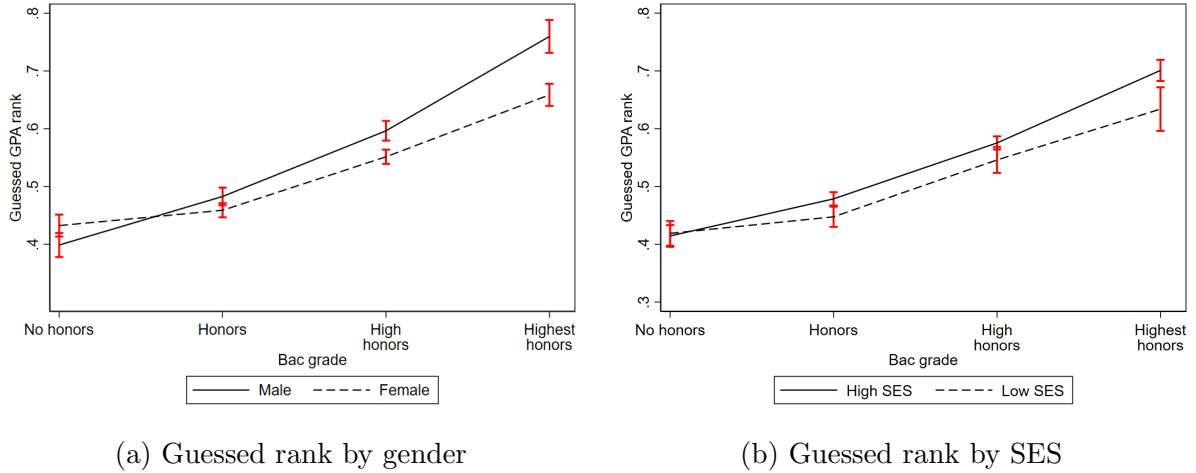 Guessed GPA rank
.8
.7
.6
.5
.4
No honors
Honors
High
honors
Highest
honors
Bac grade
Male
Female
(a) Guessed rank by gender
Guessed GPA rank
.8
.7
.6
.5
.4
.3
No honors
Honors
High
honors
Highest
honors
Bac grade
High SES
Low SES
(b) Guessed rank by SES